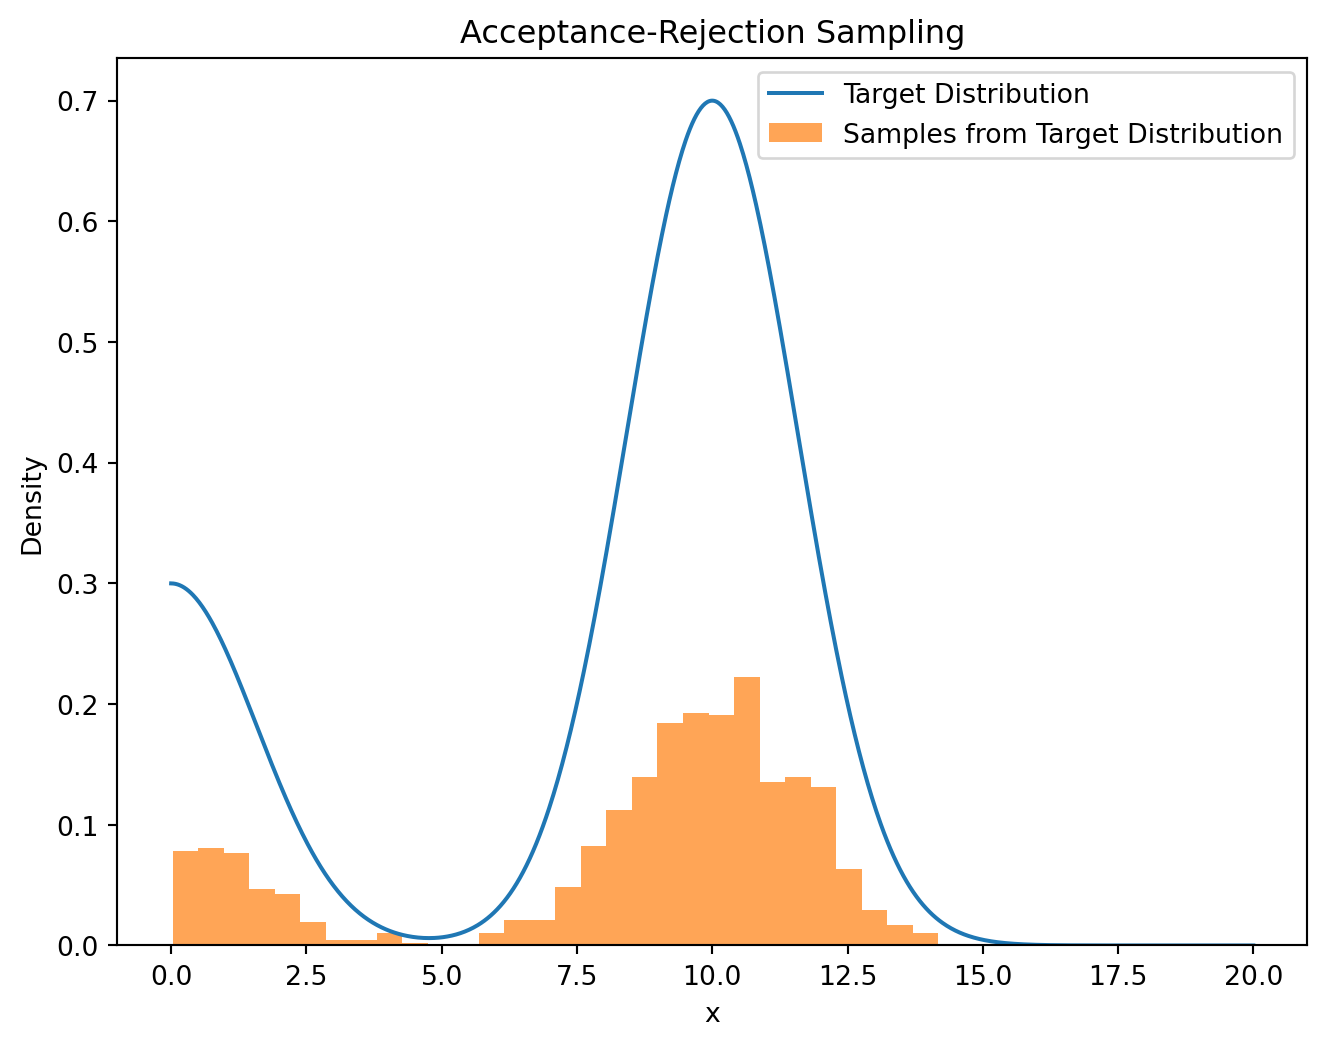 Acceptance-Rejection Sampling
Target Distribution
Samples from Target Distribution
Density
0.7
0.6
0.5
0.4
0.3
0.2
0.1
0.0
0.0 2.5 5.0 7.5 10.0 12.5 15.0 17.5 20.0
x